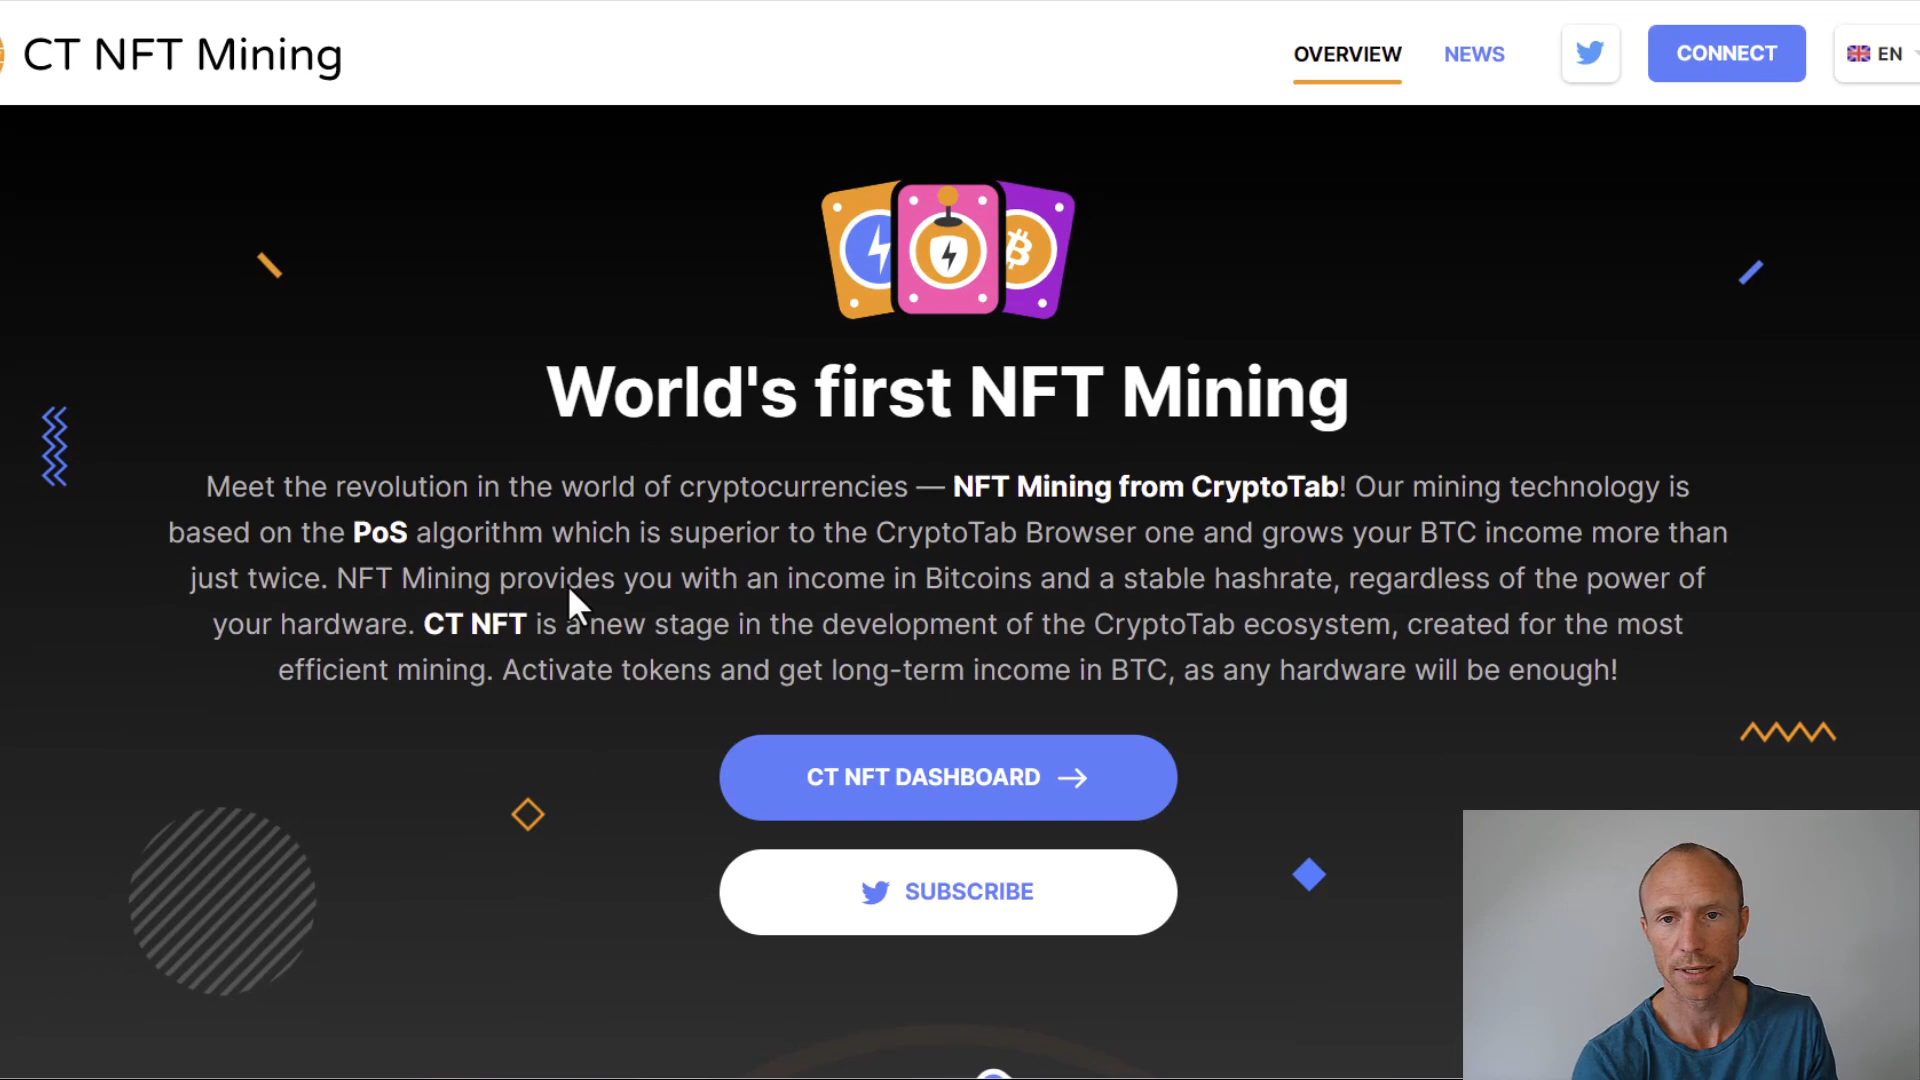 CT NFT Mining
OVERVIEW
NEWS
CONNECT
EN
World's first NFT Mining
Meet the revolution in the world of cryptocurrencies — NFT Mining from CryptoTab! Our mining technology is
based on the PoS algorithm which is superior to the CryptoTab Browser one and grows your BTC income more than
just twice. NFT Mining provides you with an income in Bitcoins and a stable hashrate, regardless of the power of
your hardware. CT NFT is a new stage in the development of the CryptoTab ecosystem, created for the most
efficient mining. Activate tokens and get long-term income in BTC, as any hardware will be enough!
CT NFT DASHBOARD
SUBSCRIBE